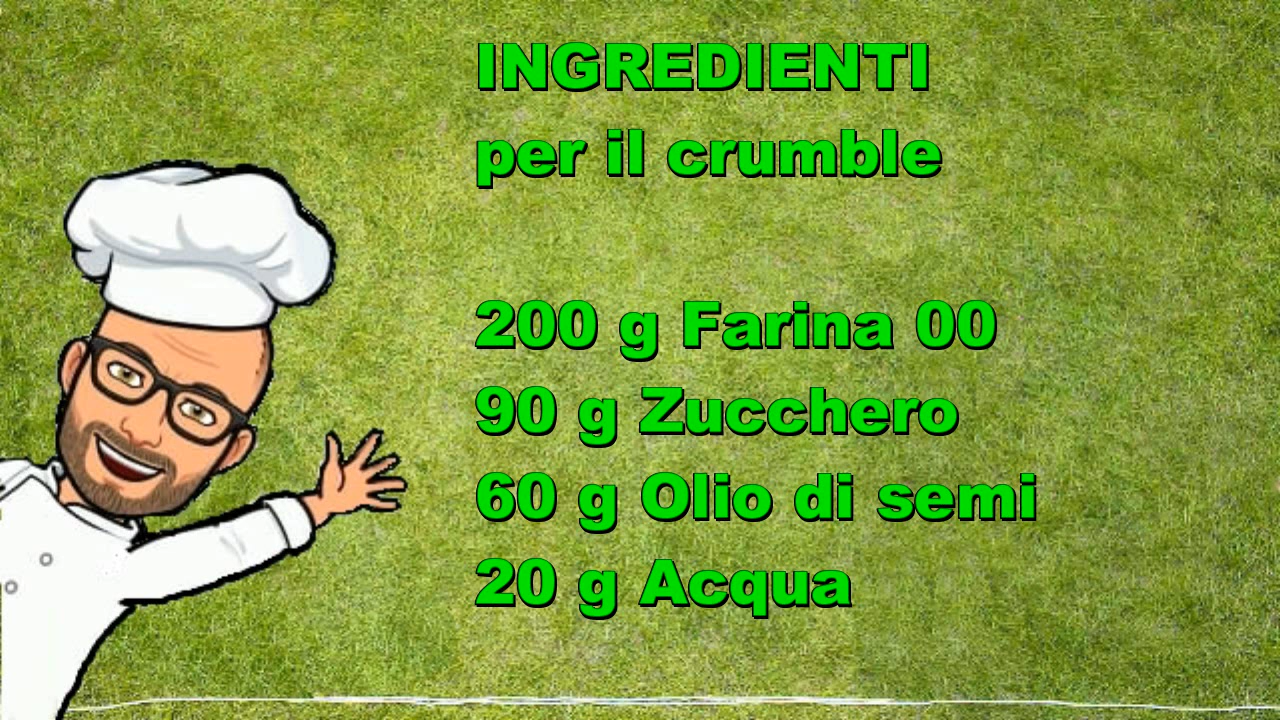 INGREDIENTI
per il crumble
200 g Farina 00
90 g Zucchero
60 g Olio di semi
20 g Acqua